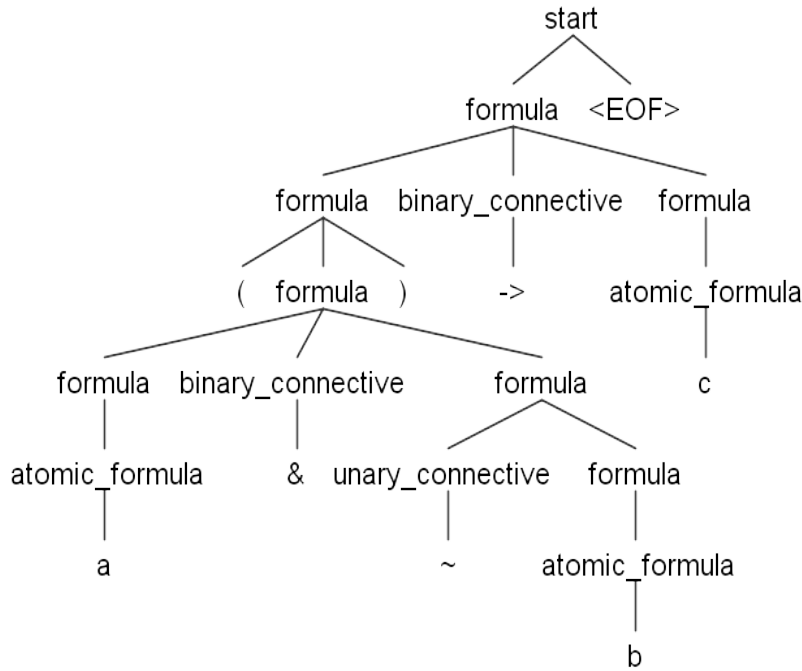 start
formula <EOF>
formula binary_connective formula
( formula ) -> atomic_formula
formula binary_connective formula c
atomic_formula & unary_connective formula
a ~ atomic_formula
b